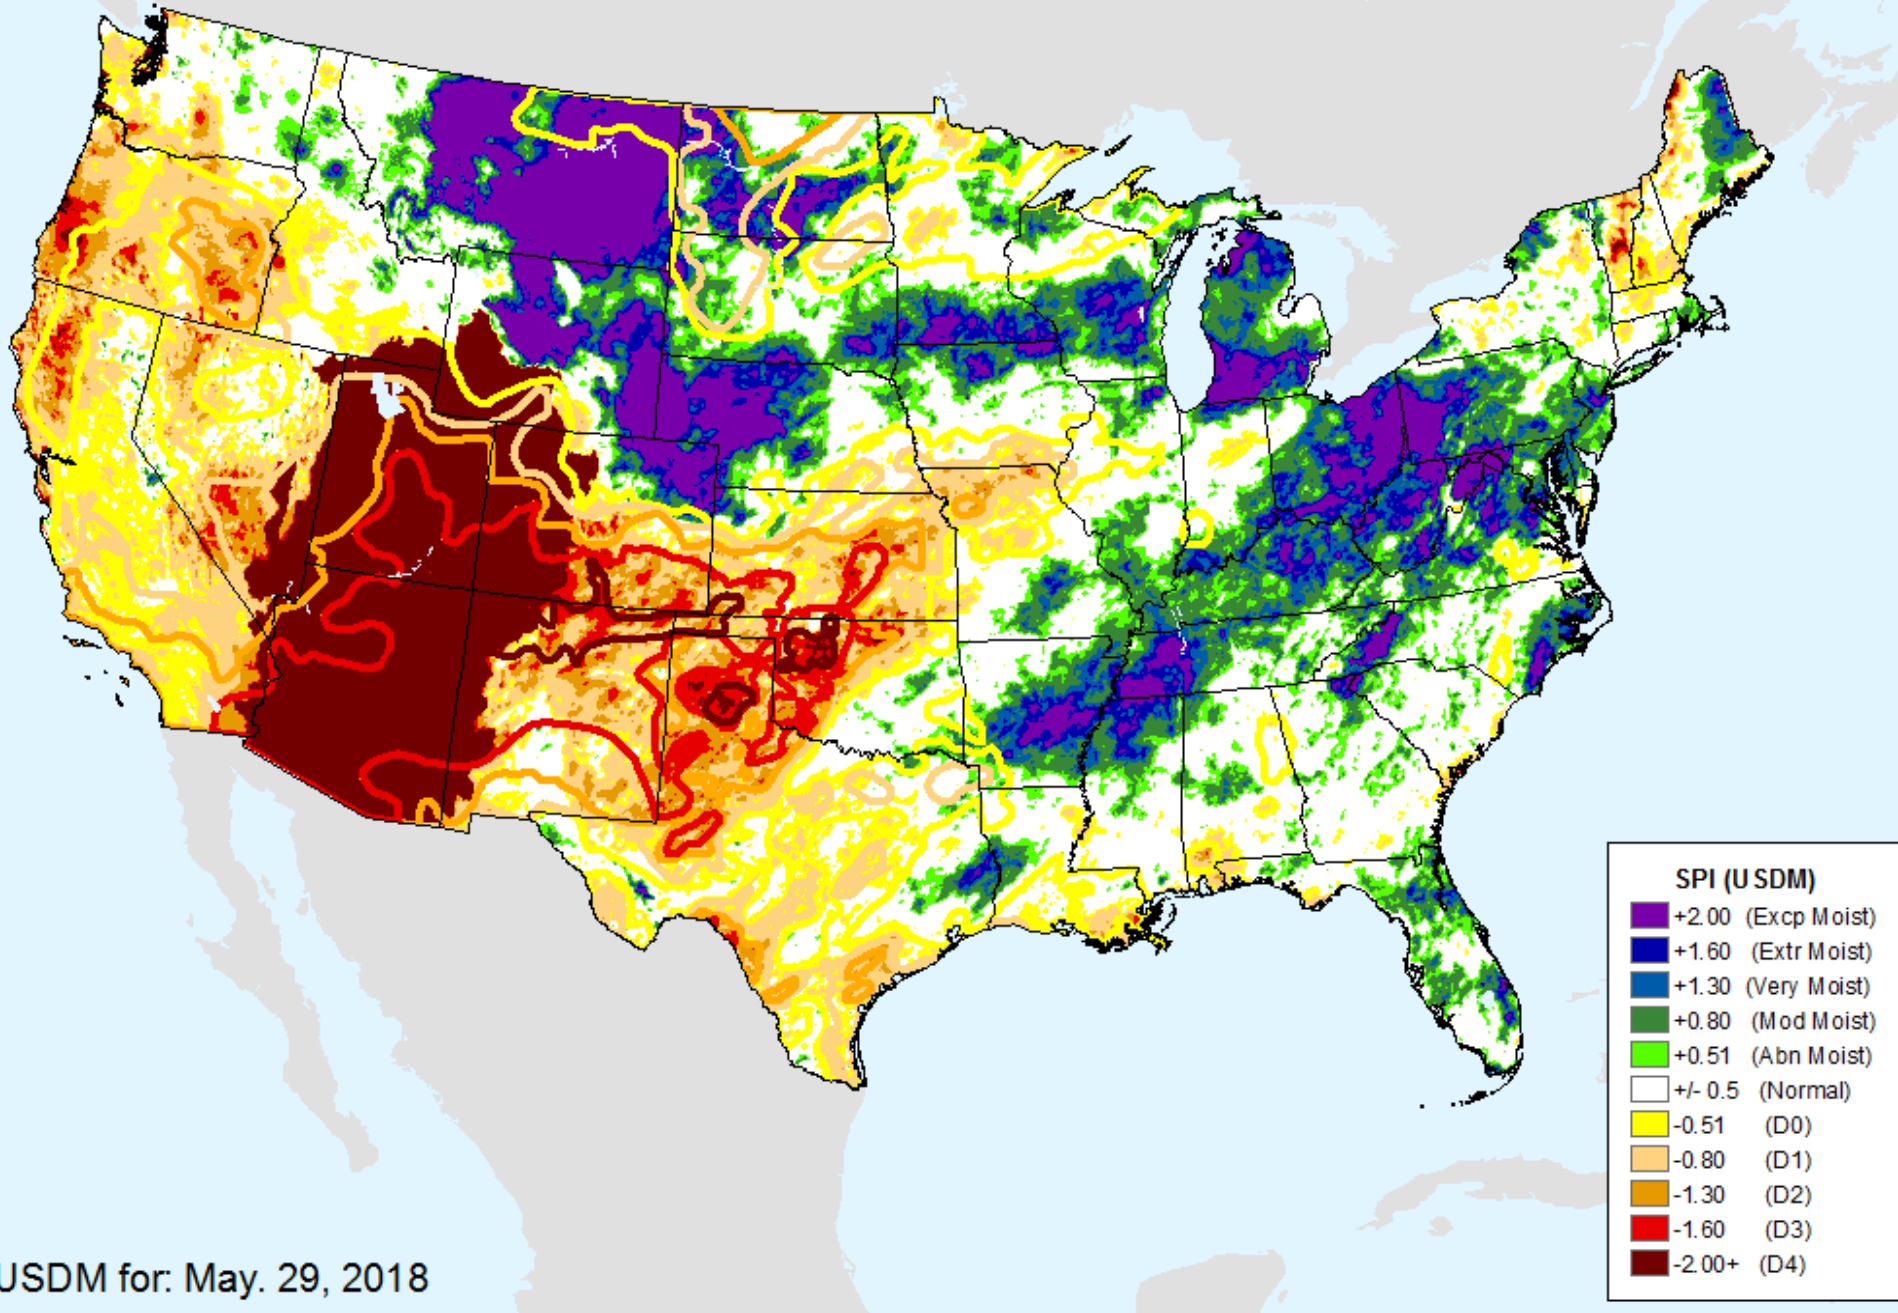 SPI (USDM)
+2.00 (Excp Moist)
+1.60 (Extr Moist)
+1.30 (Very Moist)
+0.80 (Mod Moist)
+0.51 (Abn Moist)
+/- 0.5 (Normal)
-0.51 (D0)
-0.80 (D1)
-1.30 (D2)
-1.60 (D3)
-2.00+ (D4)
USDM for: May. 29, 2018